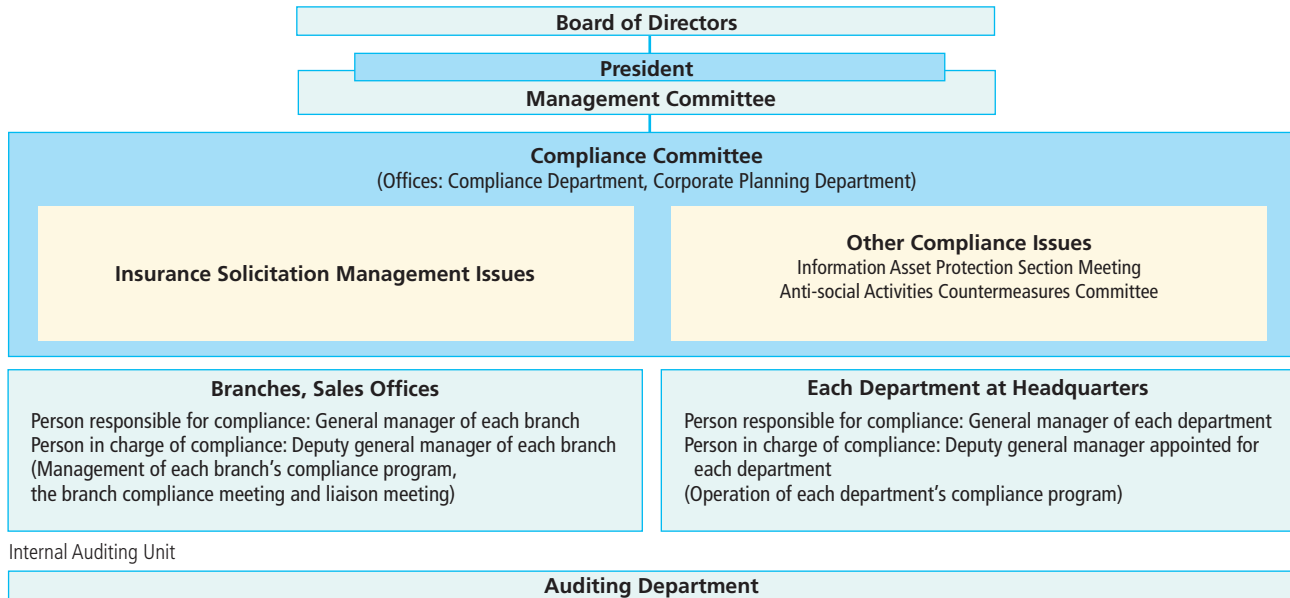 Board of Directors
President
Management Committee
Compliance Committee
(Offices: Compliance Department, Corporate Planning Department)
Insurance Solicitation Management Issues
Other Compliance Issues
Information Asset Protection Section Meeting
Anti-social Activities Countermeasures Committee
Branches, Sales Offices
Person responsible for compliance: General manager of each branch
Person in charge of compliance: Deputy general manager of each branch
(Management of each branch’s compliance program,
the branch compliance meeting and liaison meeting)
Each Department at Headquarters
Person responsible for compliance: General manager of each department
Person in charge of compliance: Deputy general manager appointed for
each department
(Operation of each department’s compliance program)
Internal Auditing Unit
Auditing Department